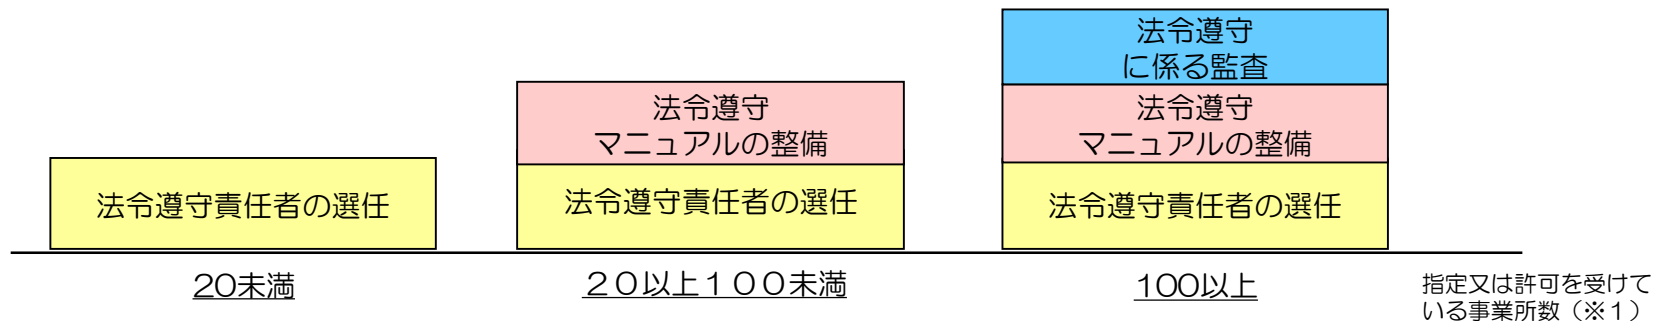 法令遵守
に係る監査
法令遵守
マニュアルの整備
法令遵守
マニュアルの整備
法令遵守責任者の選任
法令遵守責任者の選任
法令遵守責任者の選任
20未満
２０以上１００未満
100以上
指定又は許可を受けて
いる事業所数（※１）